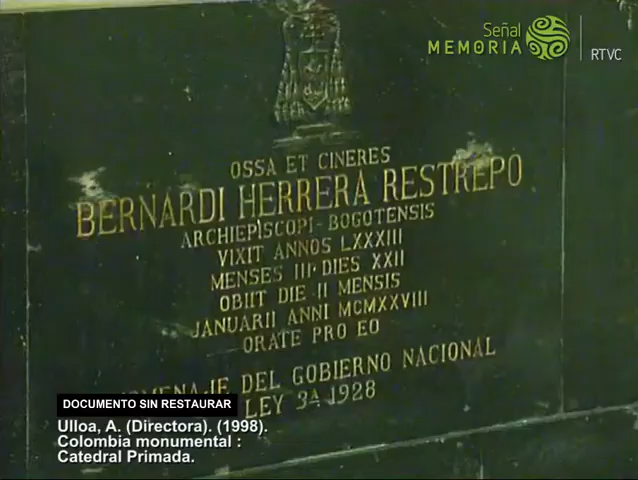 Señal
MEMORIA
RTVC
OSSA ET CINERES
BERNARDI HERRERA RESTREPO
ARCHIEPISCOPI-BOGOTENSIS
VIXIT ANNOS LXXXIII
MENSES III·DIES XXII
OBIIT DIE II MENSIS
JANUARII ANNI MCMXXVIII
ORATE PRO EO
DEL GOBIERNO NACIONAL
LEY 3ª 1928
DOCUMENTO SIN RESTAURAR
Ulloa, A. (Directora). (1998).
Colombia monumental :
Catedral Primada.